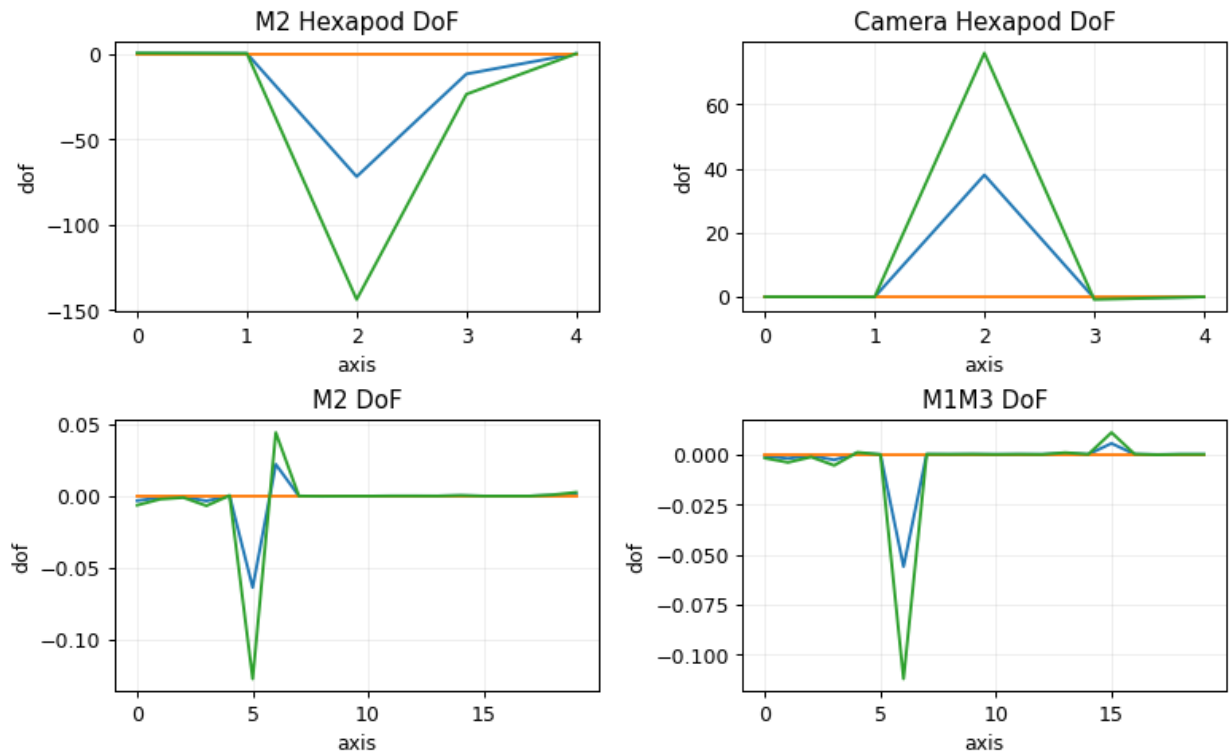 M2 Hexapod DoF
0
−50
−100
−150
dof
0 1 2 3 4
axis
Camera Hexapod DoF
60
40
20
0
dof
0 1 2 3 4
axis
M2 DoF
0.05
0.00
−0.05
−0.10
dof
0 5 10 15
axis
M1M3 DoF
0.000
−0.025
−0.050
−0.075
−0.100
dof
0 5 10 15
axis